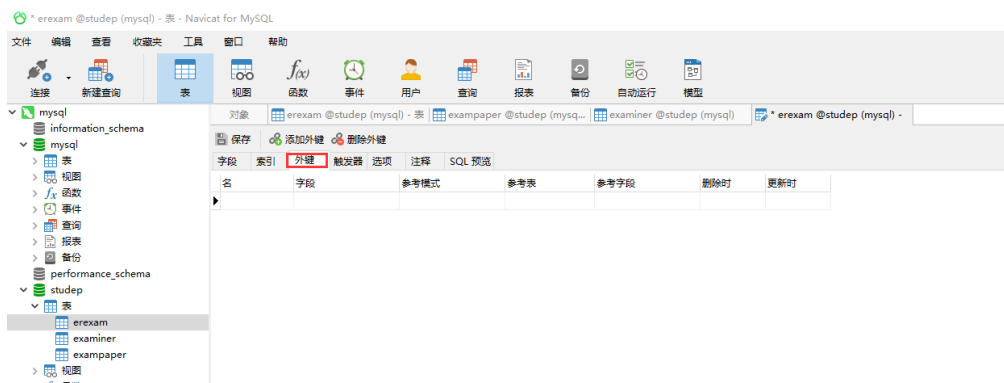 * erexam @studep (mysql) - 表 - Navicat for MySQL
文件 编辑 查看 收藏夹 工具 窗口 帮助
连接 新建查询 表 视图 函数 事件 用户 查询 报表 备份 自动运行 模型
mysql
对象 erexam @studep (mysql) - 表 exampaper @studep (mysq... examiner @studep (mysql) * erexam @studep (mysql) -
information_schema
保存 添加外键 删除外键
mysql
字段 索引 外键 触发器 选项 注释 SQL 预览
表
名 字段 参考模式 参考表 参考字段 删除时 更新时
视图
fx 函数
事件
查询
报表
备份
performance_schema
studep
表
erexam
examiner
exampaper
视图